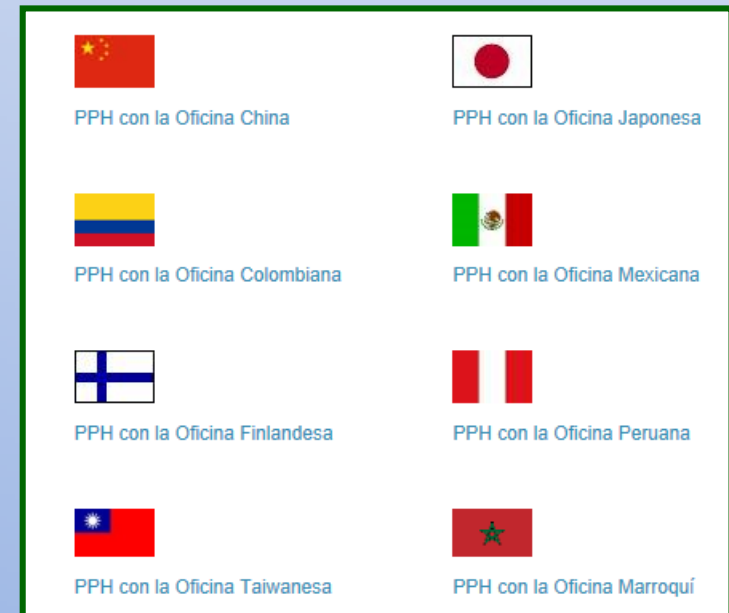 PPH con la Oficina China
PPH con la Oficina Japonesa
PPH con la Oficina Colombiana
PPH con la Oficina Mexicana
PPH con la Oficina Finlandesa
PPH con la Oficina Peruana
PPH con la Oficina Taiwanesa
PPH con la Oficina Marroquí